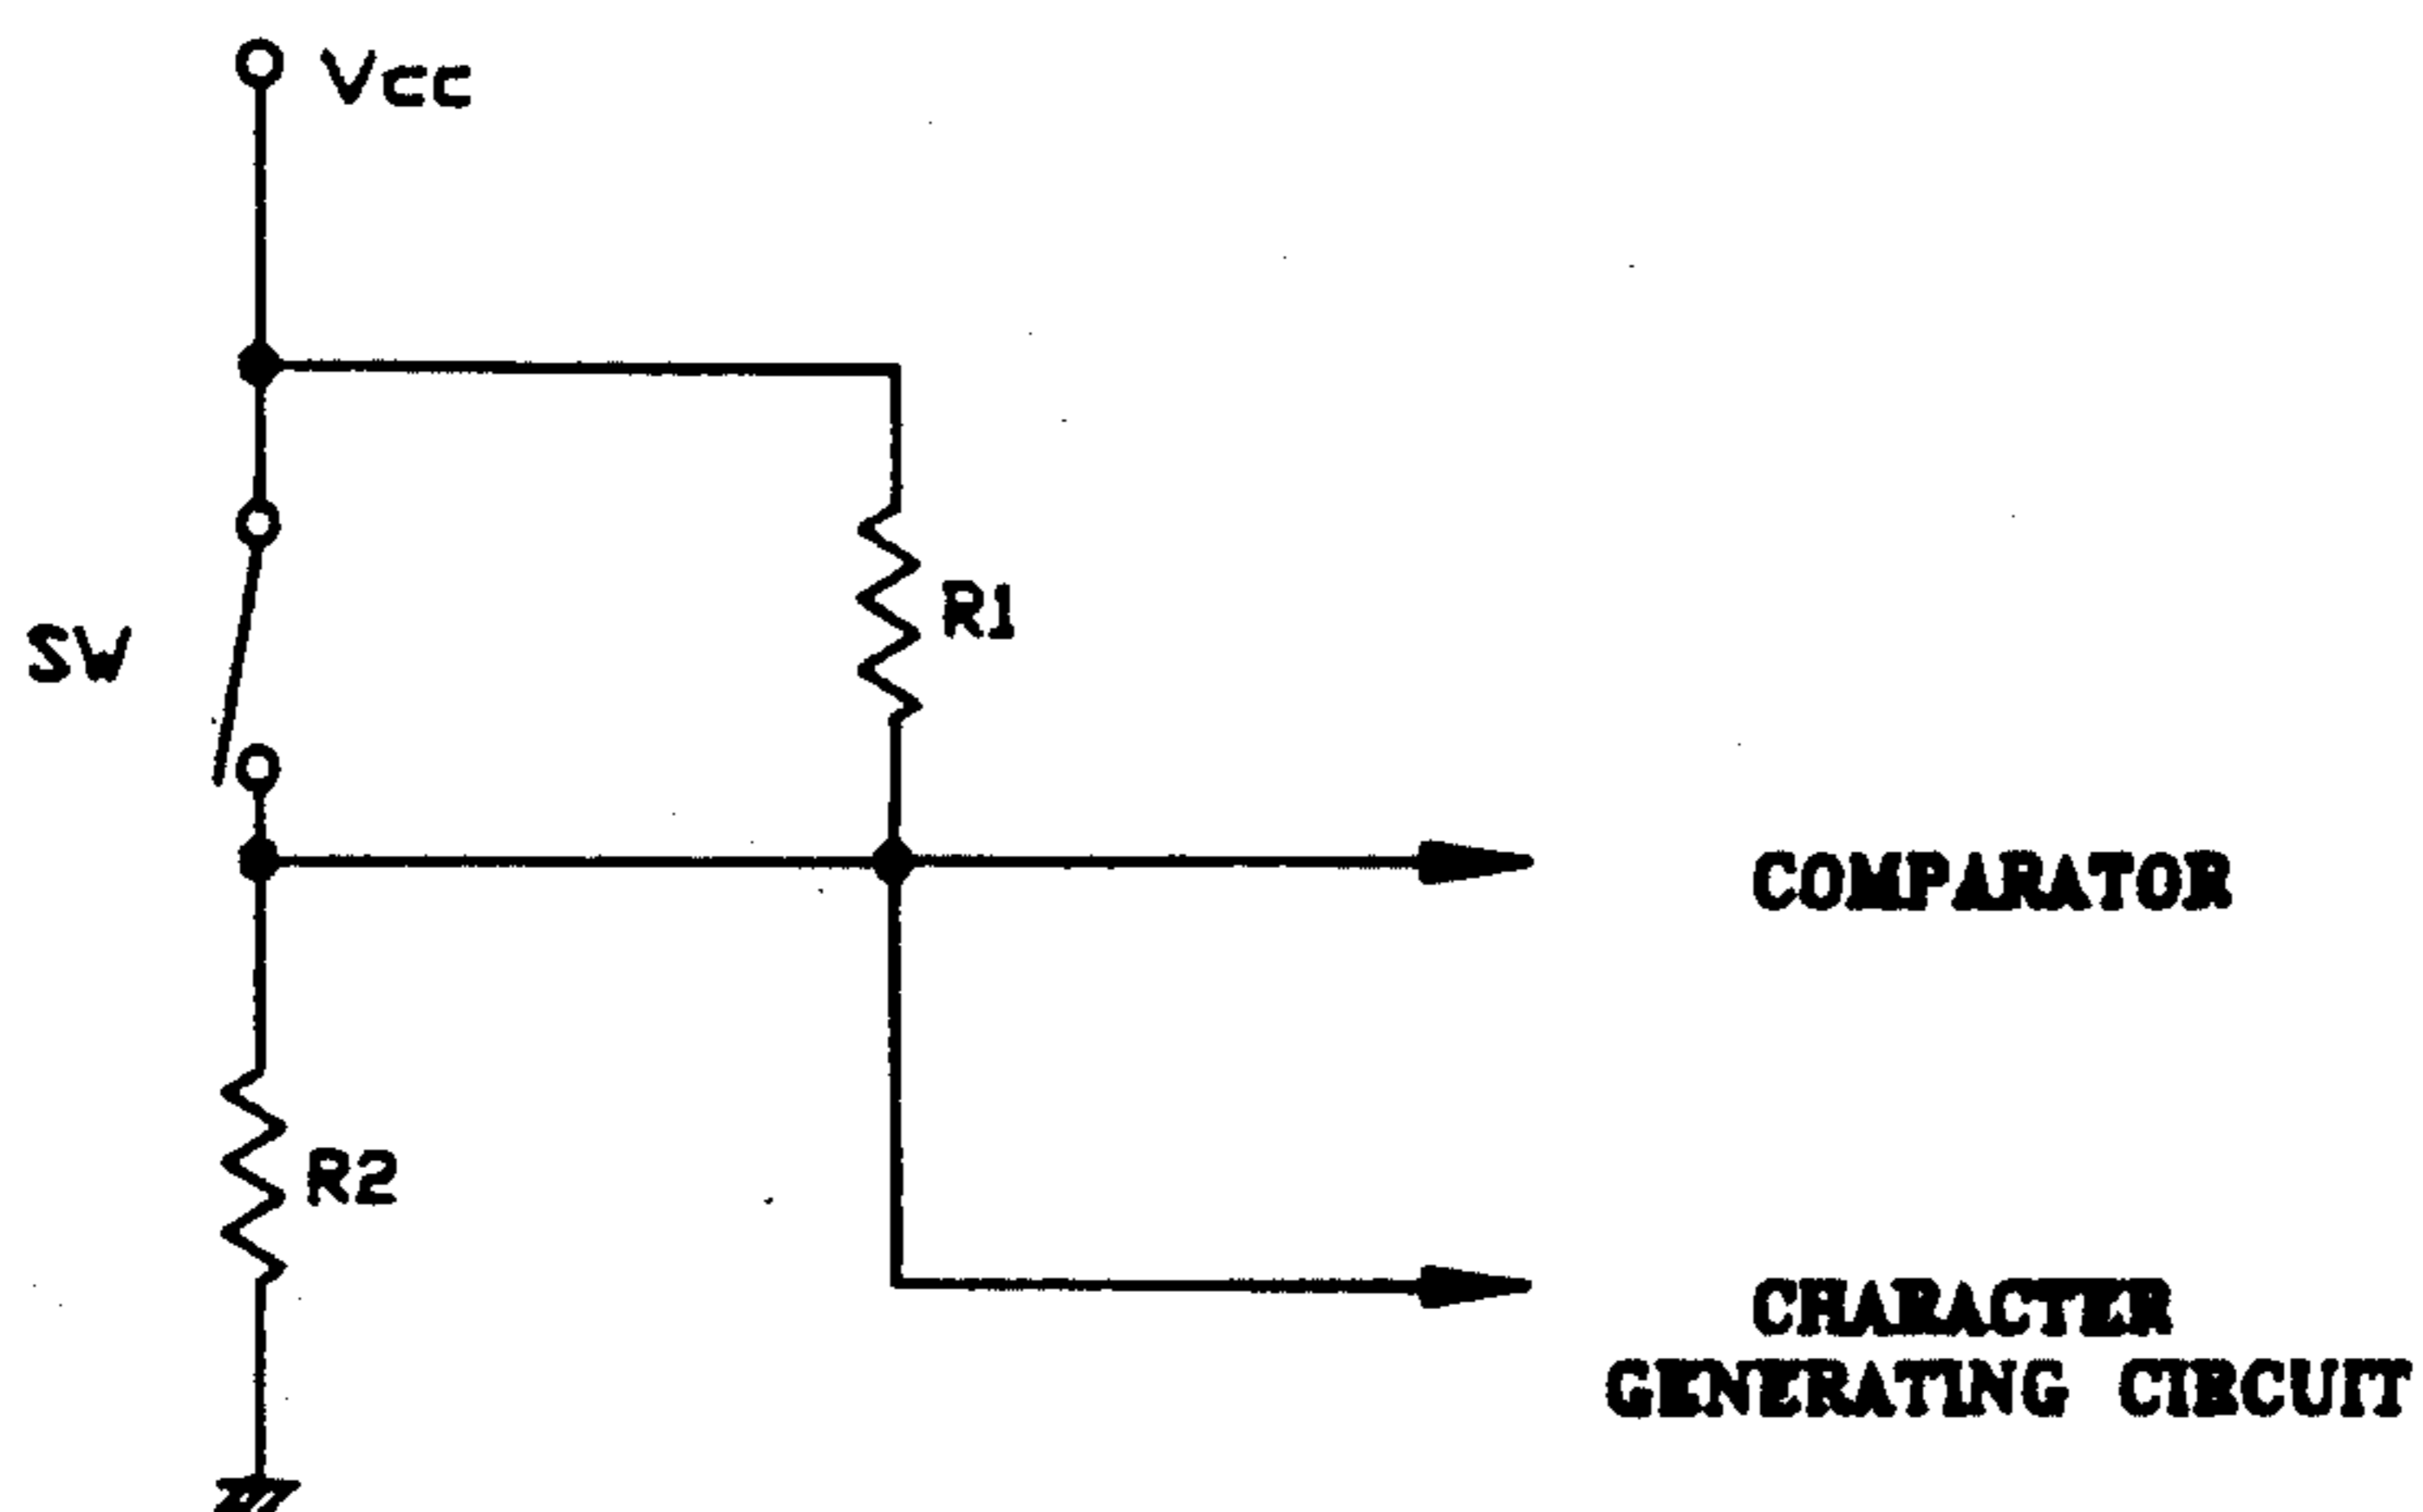 Vcc
R1
SW
COMPARATOR
R2
CHARACTER
GENERATING CIRCUIT